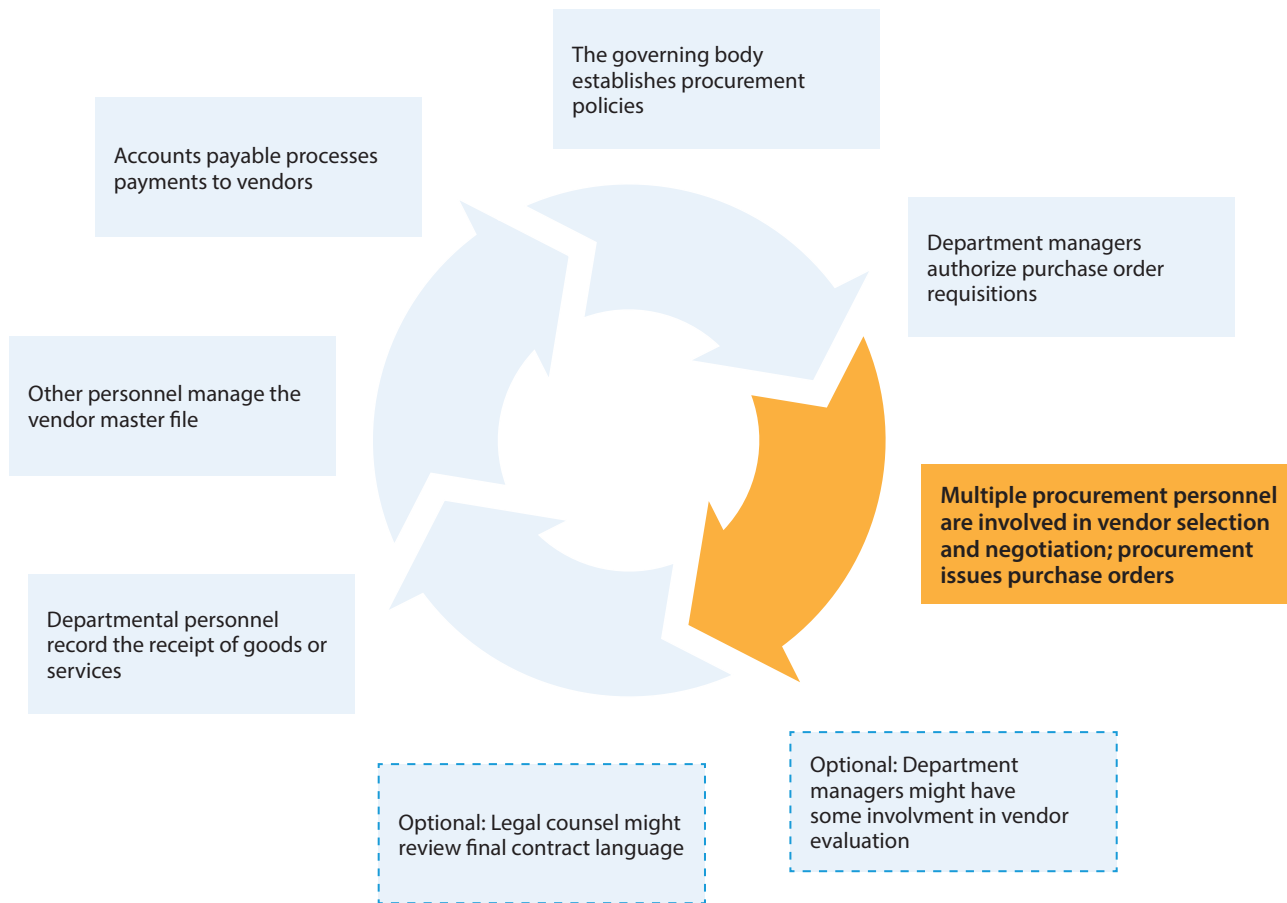 The governing body
establishes procurement
policies
Department managers
authorize purchase order
requisitions
Multiple procurement personnel
are involved in vendor selection
and negotiation; procurement
issues purchase orders
Optional: Department
managers might have
some involvment in vendor
evaluation
Optional: Legal counsel might
review final contract language
Departmental personnel
record the receipt of goods or
services
Other personnel manage the
vendor master file
Accounts payable processes
payments to vendors